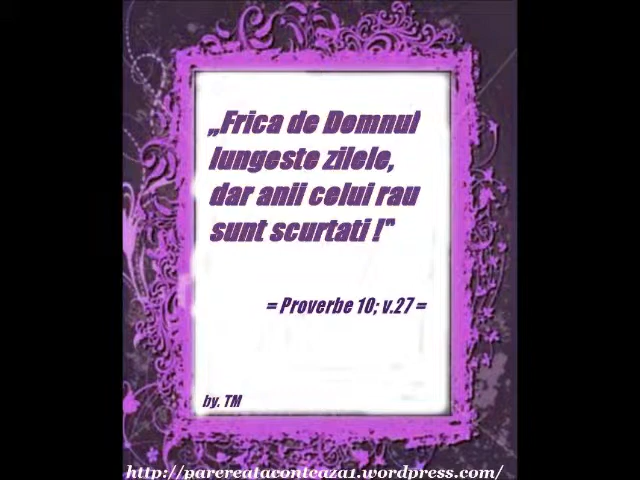 „Frica de Domnul
lungeste zilele,
dar anii celui rau
sunt scurtati !"
= Proverbe 10; v.27 =
by. TM
http://parereataconteaza1.wordpress.com/